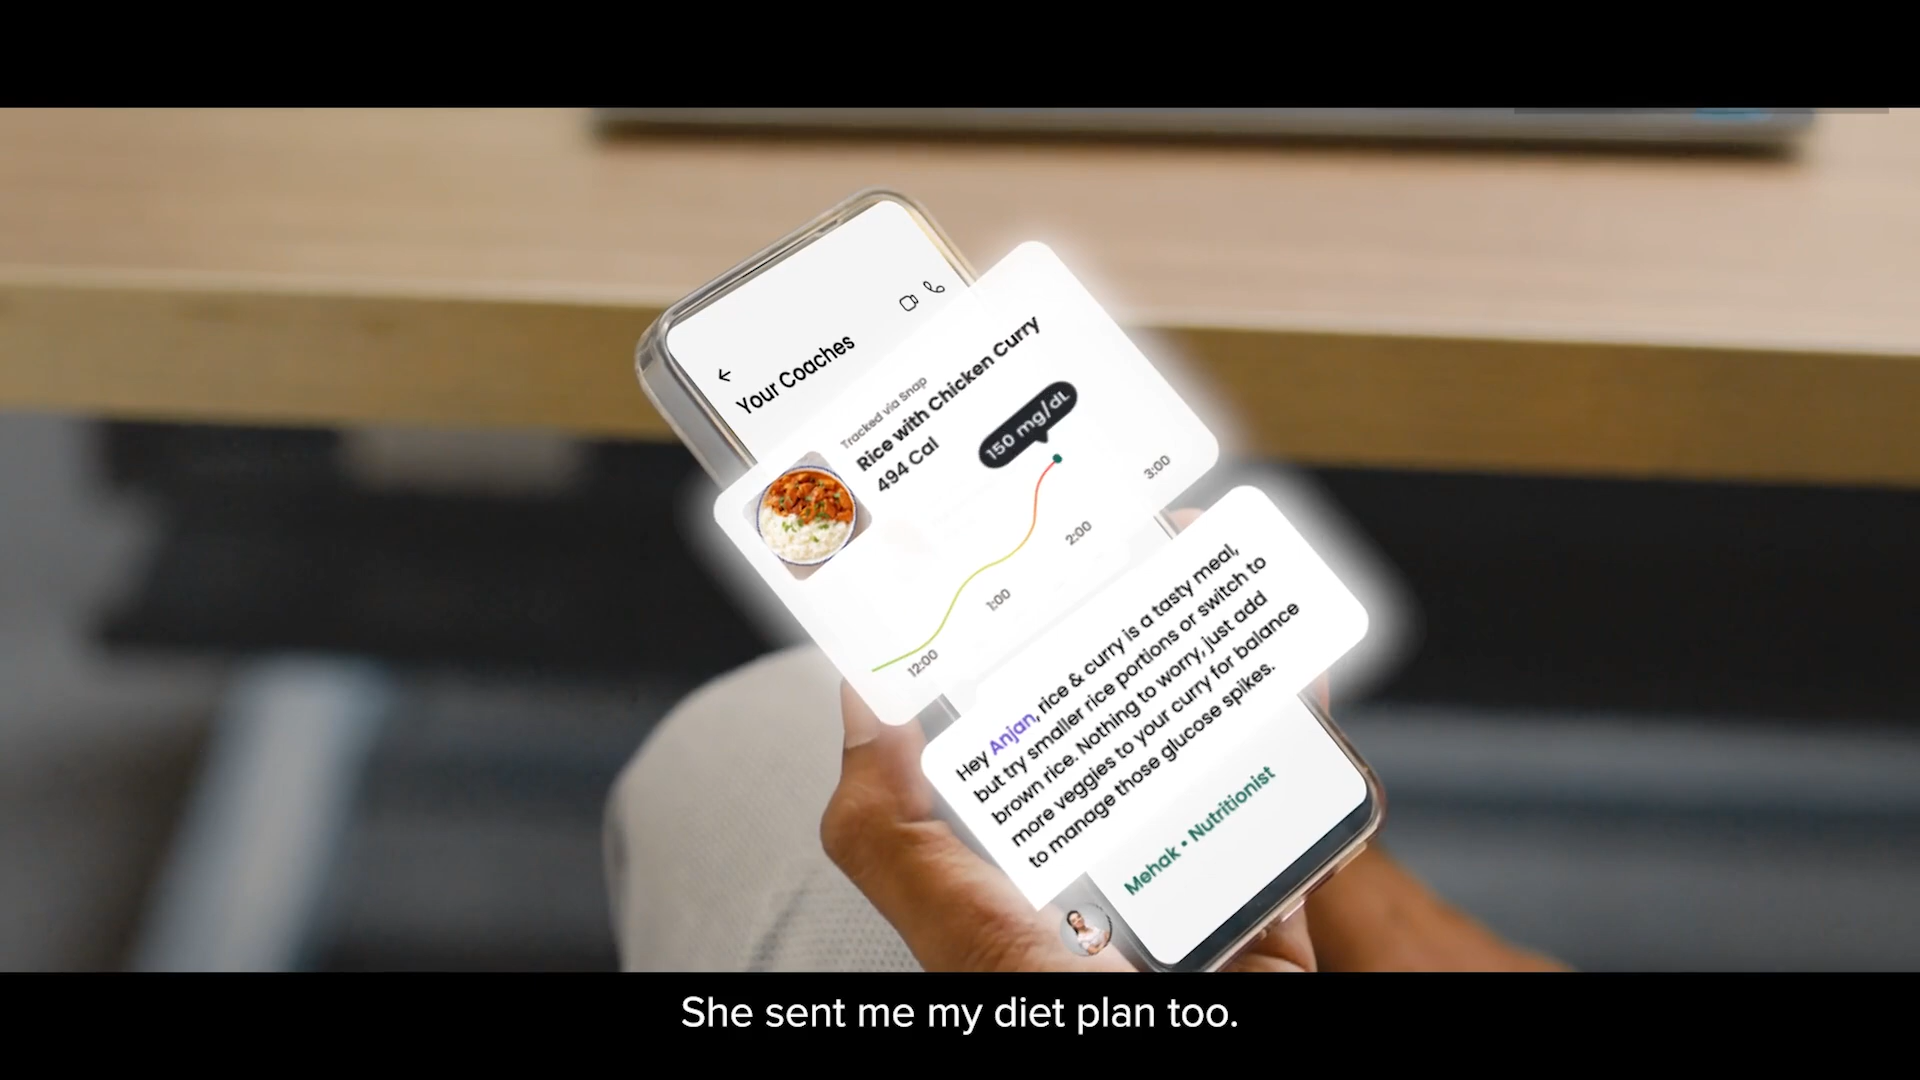 Your Coaches
Tracked via Snap
Rice with Chicken Curry
494 Cal
150 mg/dL
12:00
1:00
2:00
3:00
Hey Anjan, rice & curry is a tasty meal,
but try smaller rice portions or switch to
brown rice. Nothing to worry, just add
more veggies to your curry for balance
to manage those glucose spikes.
Mehak • Nutritionist
She sent me my diet plan too.